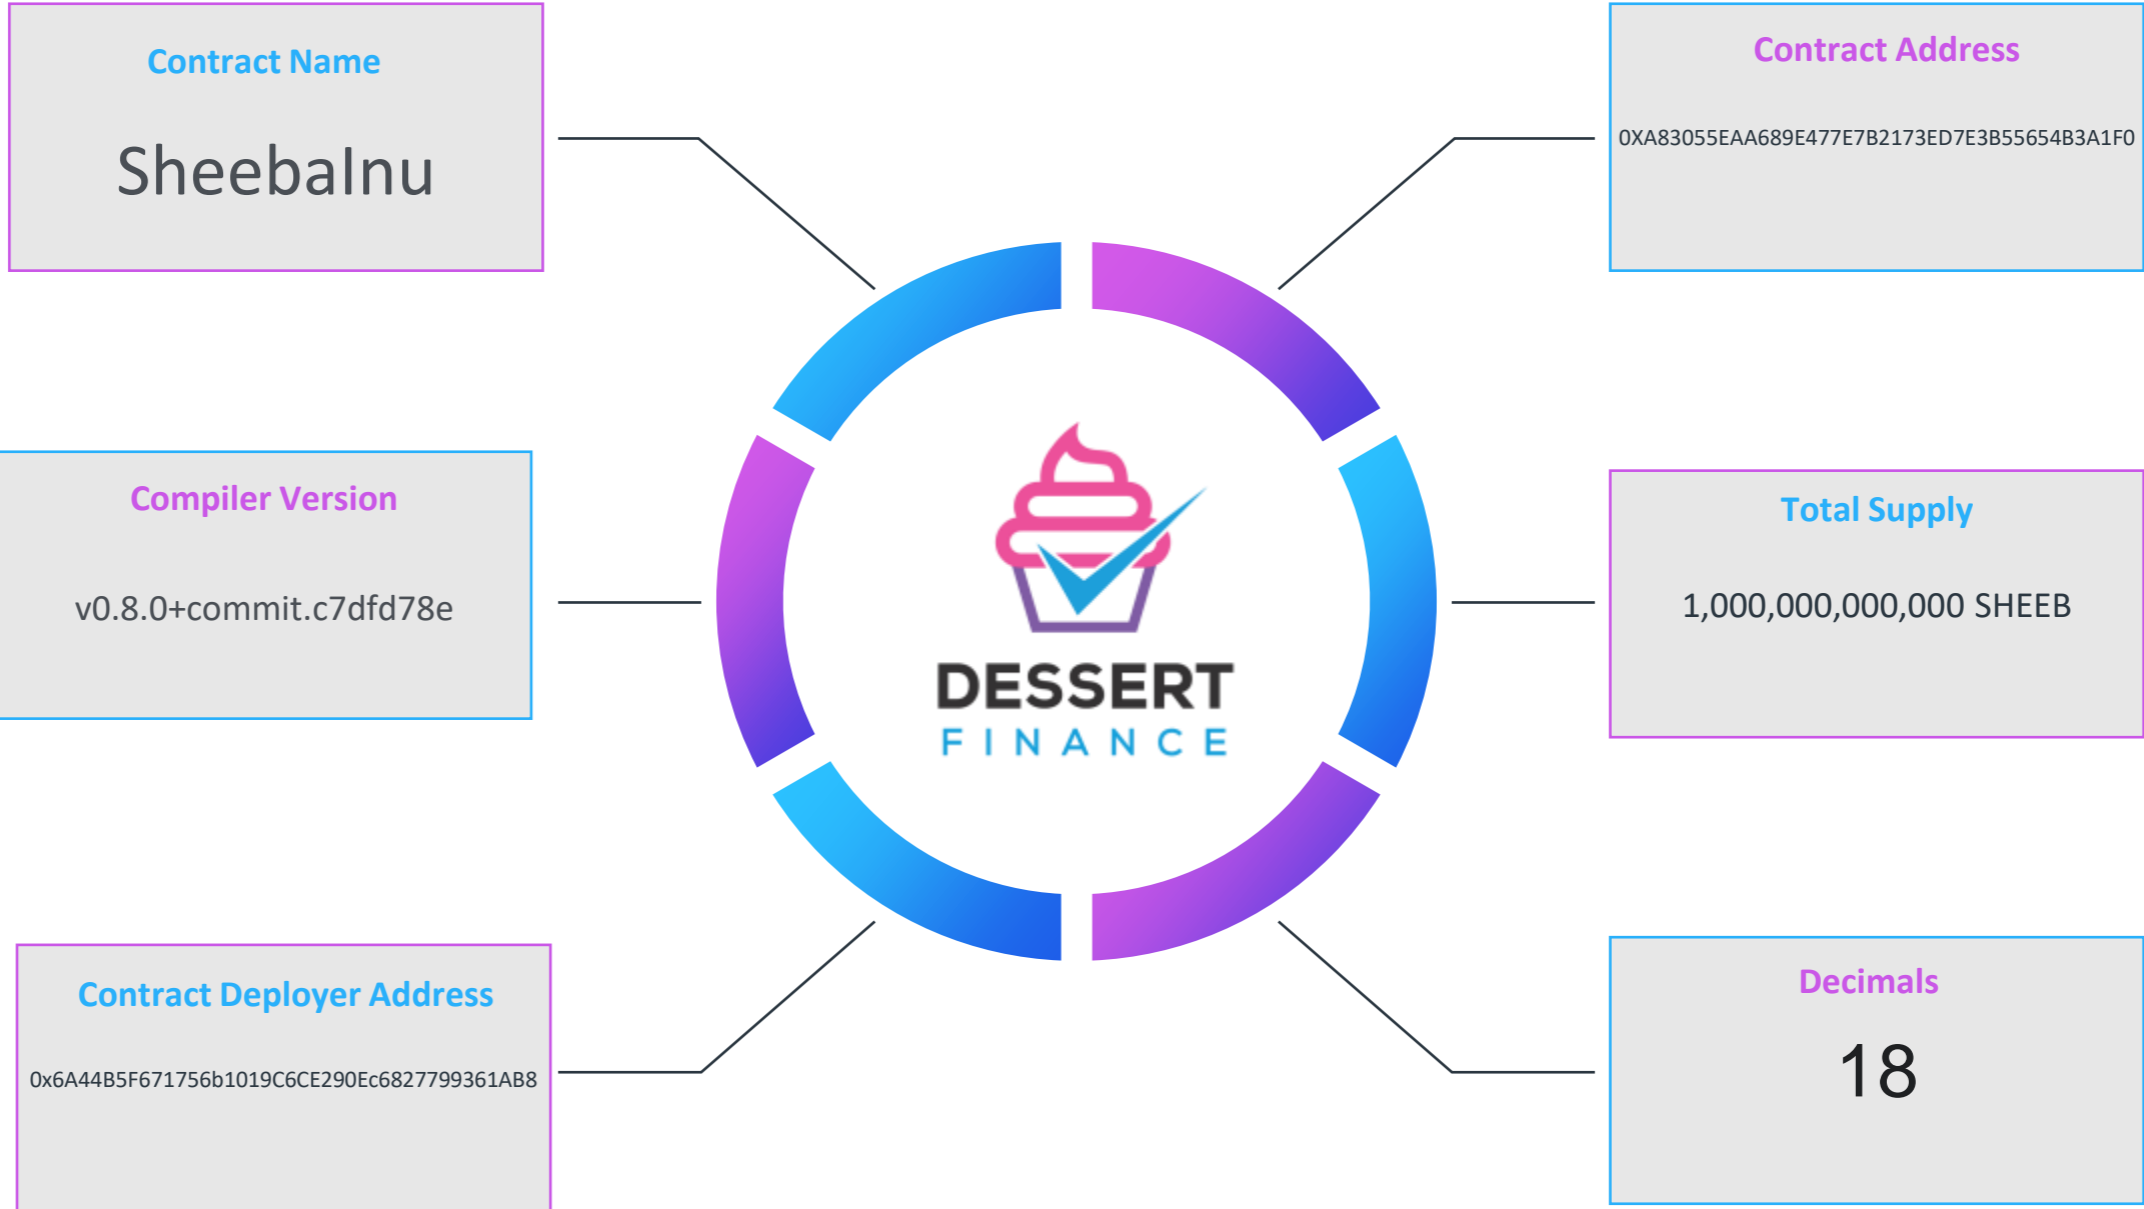 Contract Name
SheebaInu
Contract Address
0XA83055EAA689E477E7B2173ED7E3B55654B3A1F0
Compiler Version
v0.8.0+commit.c7dfd78e
DESSERT
FINANCE
Total Supply
1,000,000,000,000 SHEEB
Contract Deployer Address
0x6A44B5F671756b1019C6CE290Ec6827799361AB8
Decimals
18